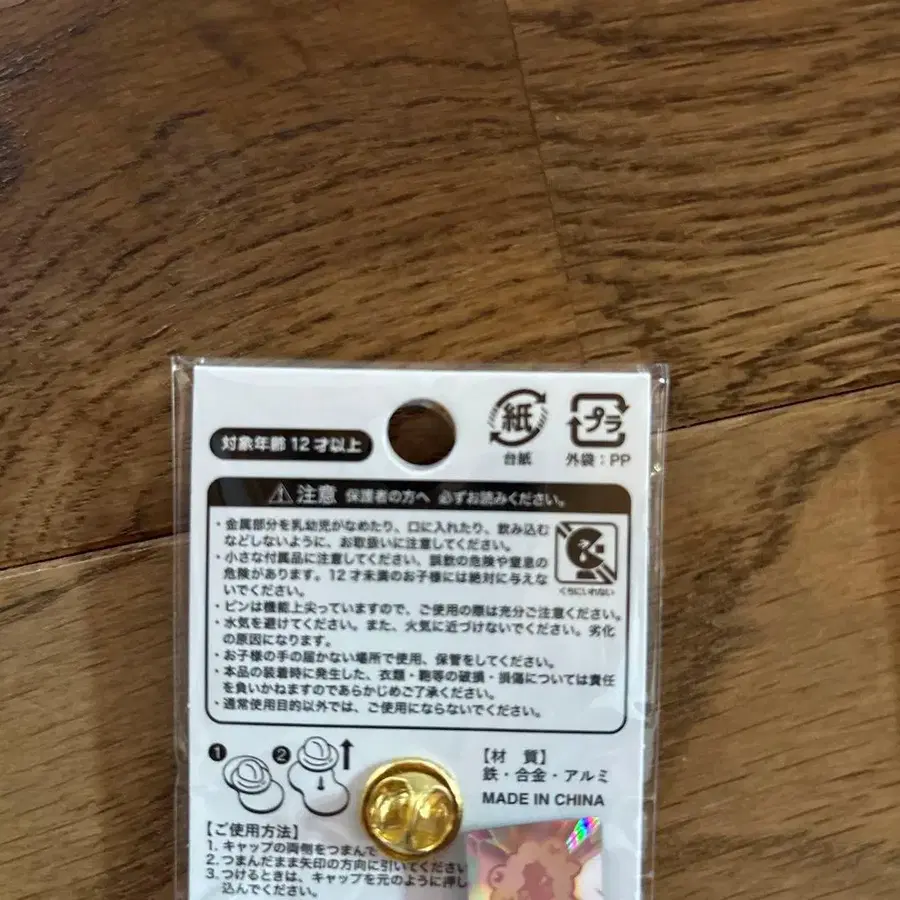 対象年齢12才以上
紙
台紙
プラ
外袋：PP
注意 保護者の方へ 必ずお読みください。
・金属部分を乳幼児がなめたり、口に入れたり、飲み込む
などしないように、お取扱いに注意してください。
・小さな付属品に注意してください、誤飲の危険や窒息の
危険があります。12才未満のお子様には絶対に与えな
いでください。
くちにいれない
・ピンは機能上尖っていますので、ご使用の際は充分ご注意ください。
・水気を避けてください。また、火気に近づけないでください。劣化
の原因になります。
・お子様の手の届かない場所で使用、保管をしてください。
・本品の装着時に発生した、衣類・鞄等の破損・損傷については責任
を負いかねますのであらかじめご了承ください。
・通常使用目的以外では、ご使用にならないでください。
1 2
【材 質】
鉄・合金・アルミ
MADE IN CHINA
【ご使用方法】
1. キャップの両側をつまんで
2. つまんだまま矢印の方向に引いてください
3. つけるときは、キャップを元のように押し
込んでください。